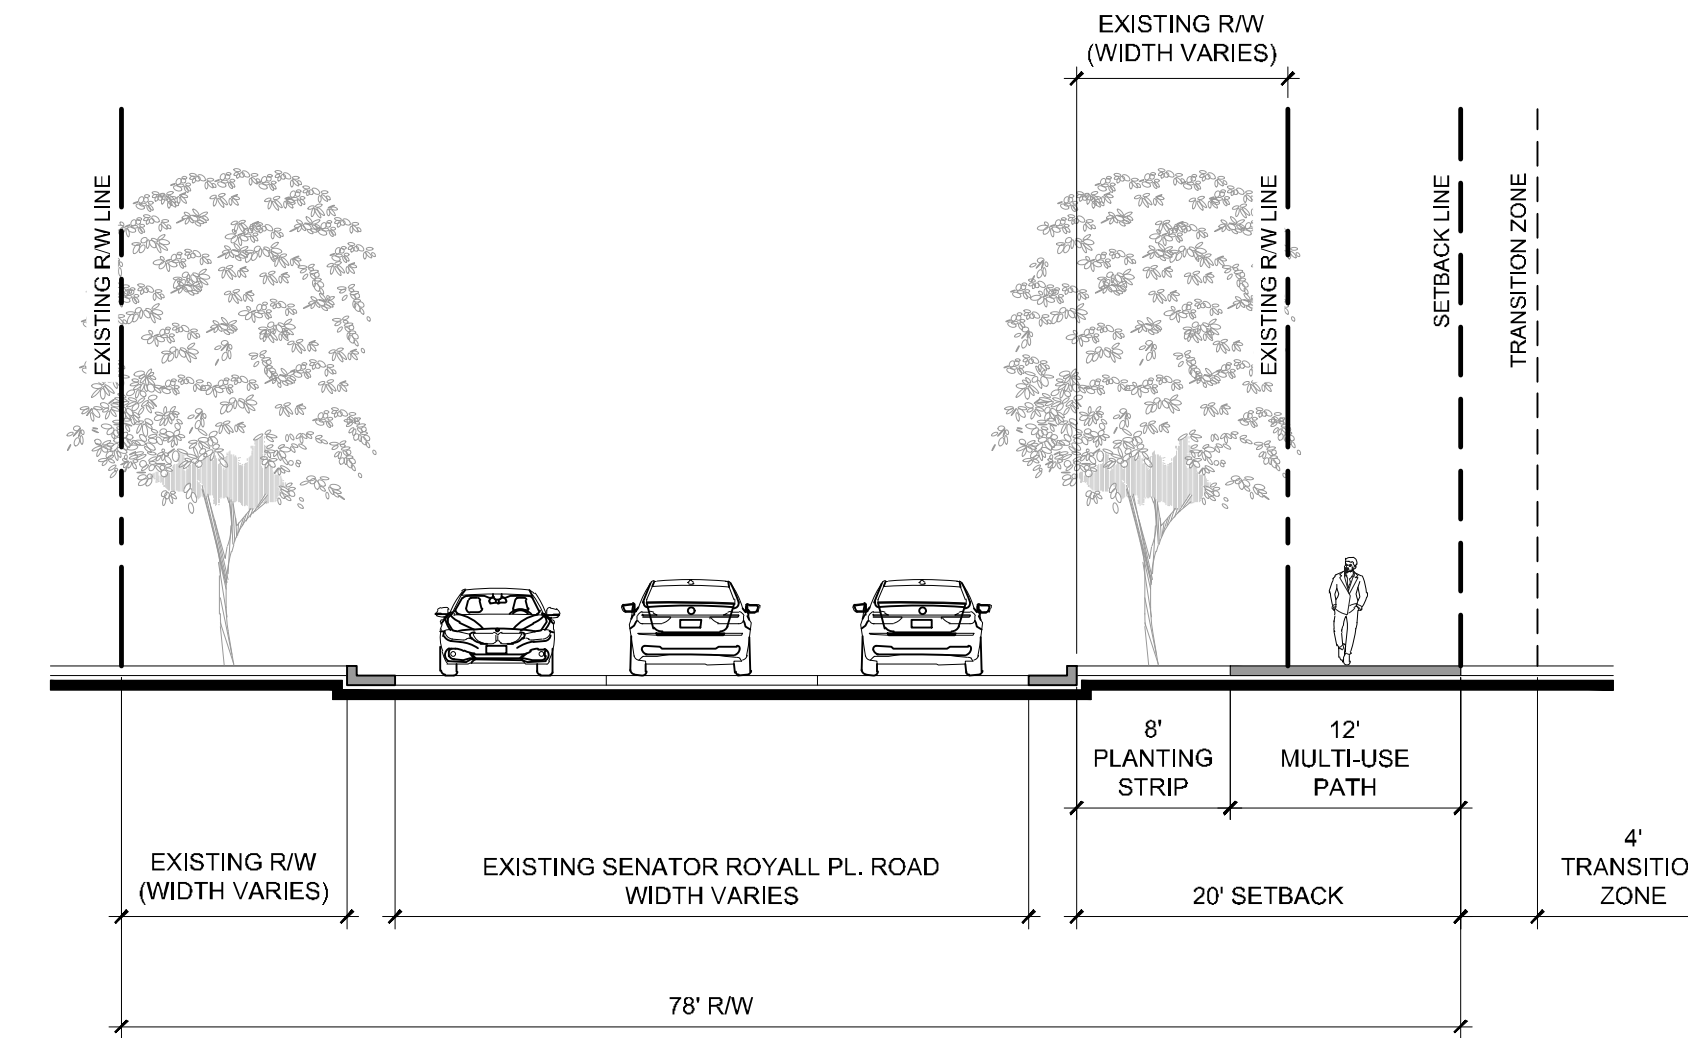 EXISTING R/W
(WIDTH VARIES)
EXISTING R/W LINE
EXISTING R/W LINE
SETBACK LINE
TRANSITION ZONE
8'
PLANTING
STRIP
12'
MULTI-USE
PATH
EXISTING R/W
(WIDTH VARIES)
EXISTING SENATOR ROYALL PL. ROAD
WIDTH VARIES
20' SETBACK
4'
TRANSITIO
ZONE
78' R/W